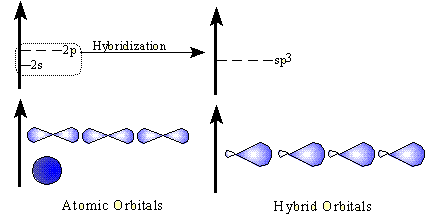 2p
Hybridization
2s
sp3
Atomic Orbitals
Hybrid Orbitals